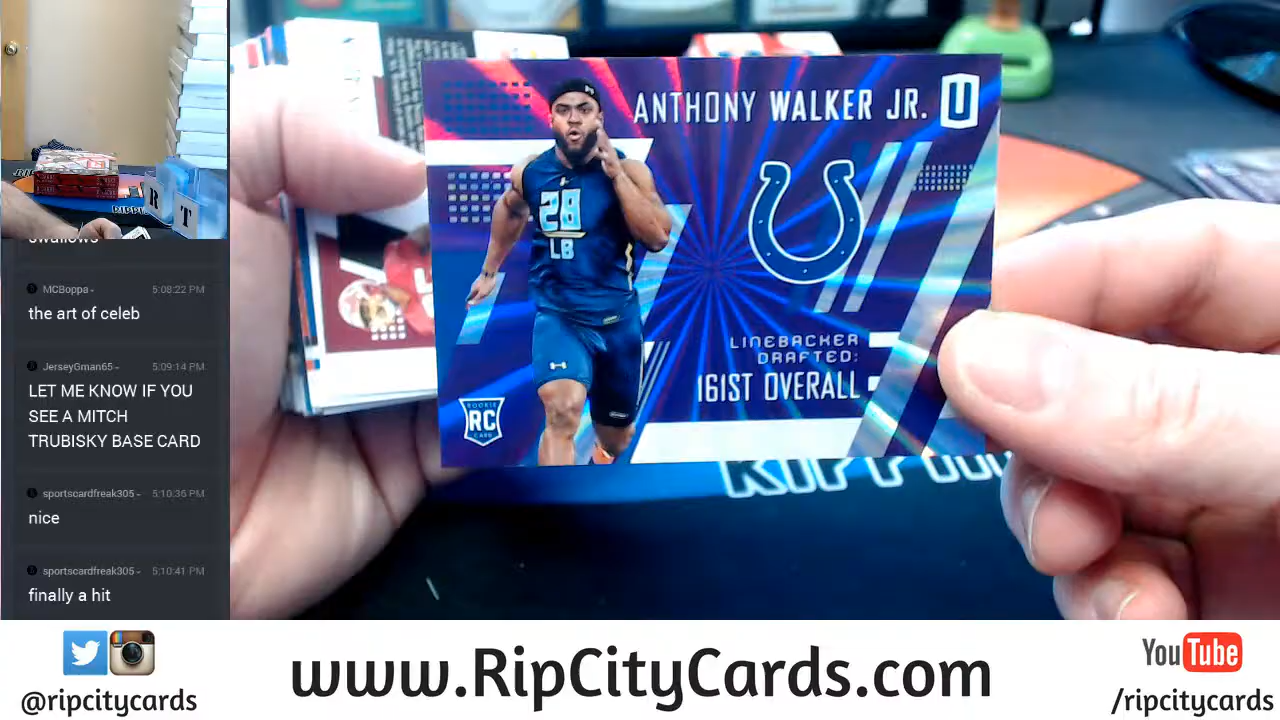 swallows
MCBoppa- 5:08:22 PM
the art of celeb
JerseyGman65- 5:09:14 PM
LET ME KNOW IF YOU
SEE A MITCH
TRUBISKY BASE CARD
sportscardfreak305- 5:10:36 PM
nice
sportscardfreak305- 5:10:41 PM
finally a hit
R
T
ANTHONY WALKER JR. U
28
LB
LINEBACKER
DRAFTED:
161ST OVERALL
ROOKIE
RC
CARD
www.RipCityCards.com
@ripcitycards
YouTube
/ripcitycards